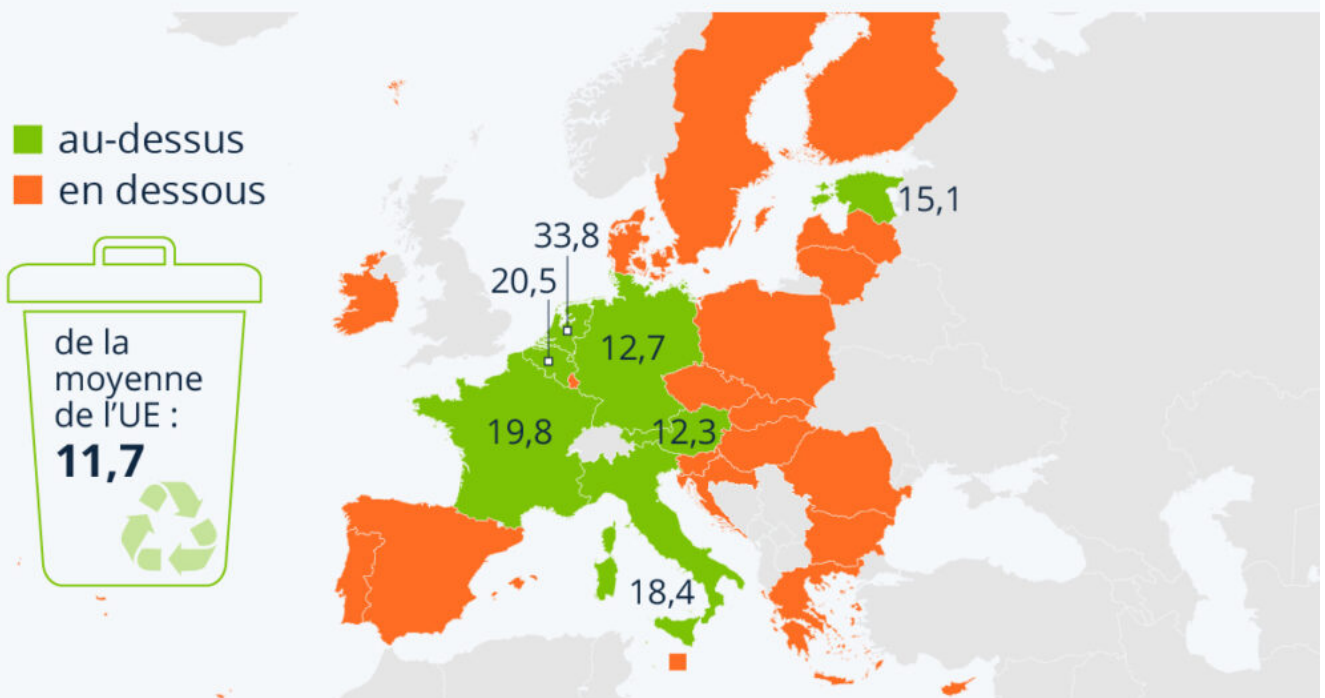 au-dessus
en dessous
de la
moyenne
de l'UE :
11,7
15,1
33,8
20,5
12,7
19,8
12,3
18,4